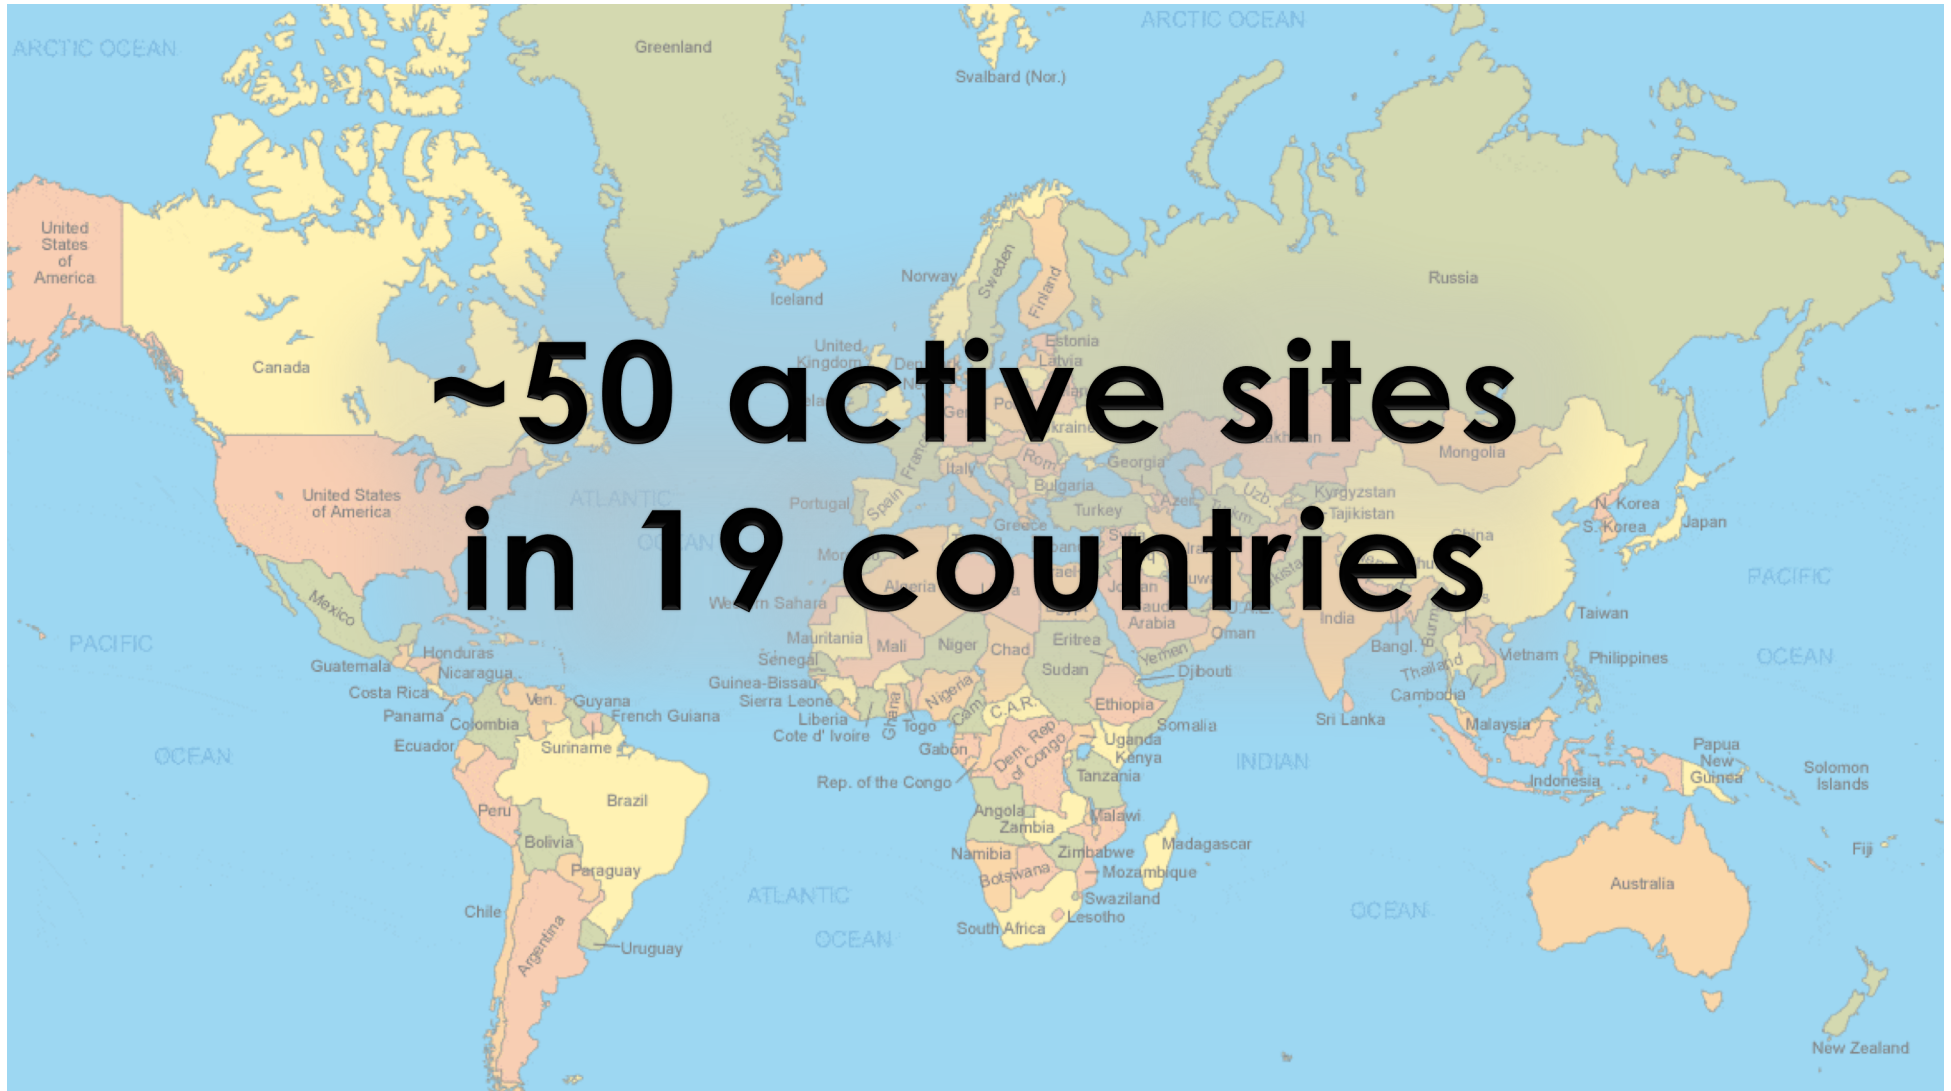 ~50 active sites
in 19 countries
ARCTIC OCEAN
ARCTIC OCEAN
Greenland
Svalbard (Nor.)
United
States
of
America
Canada
Iceland
Norway
Sweden
Finland
Russia
United
Kingdom
Estonia
Latvia
United States
of America
ATLANTIC
OCEAN
Portugal
Spain
Italy
Bulgaria
Greece
Turkey
Georgia
Kyrgyzstan
Tajikistan
Uzb.
Mongolia
N. Korea
S. Korea
Japan
PACIFIC
OCEAN
Taiwan
Mexico
PACIFIC
OCEAN
Honduras
Guatemala
Nicaragua
Costa Rica
Panama
Colombia
Ven.
Guyana
French Guiana
Suriname
Ecuador
Peru
Brazil
Bolivia
Paraguay
Chile
Argentina
Uruguay
Western Sahara
Mauritania
Mali
Niger
Chad
Sudan
Eritrea
Algeria
Saudi
Arabia
Oman
Yemen
Djibouti
Senegal
Guinea-Bissau
Sierra Leone
Liberia
Cote d' Ivoire
Ghana
Togo
Nigeria
Cam.
C.A.R.
Ethiopia
Somalia
Uganda
Kenya
Tanzania
Gabon
Rep. of the Congo
Dem. Rep
of Congo
Angola
Zambia
Malawi
Namibia
Botswana
Zimbabwe
Mozambique
Madagascar
Swaziland
Lesotho
South Africa
ATLANTIC
OCEAN
INDIAN
OCEAN
India
Sri Lanka
Bangl.
Burma
Thailand
Vietnam
Cambodia
Philippines
Malaysia
Indonesia
Papua
New
Guinea
Solomon
Islands
Fiji
Australia
New Zealand